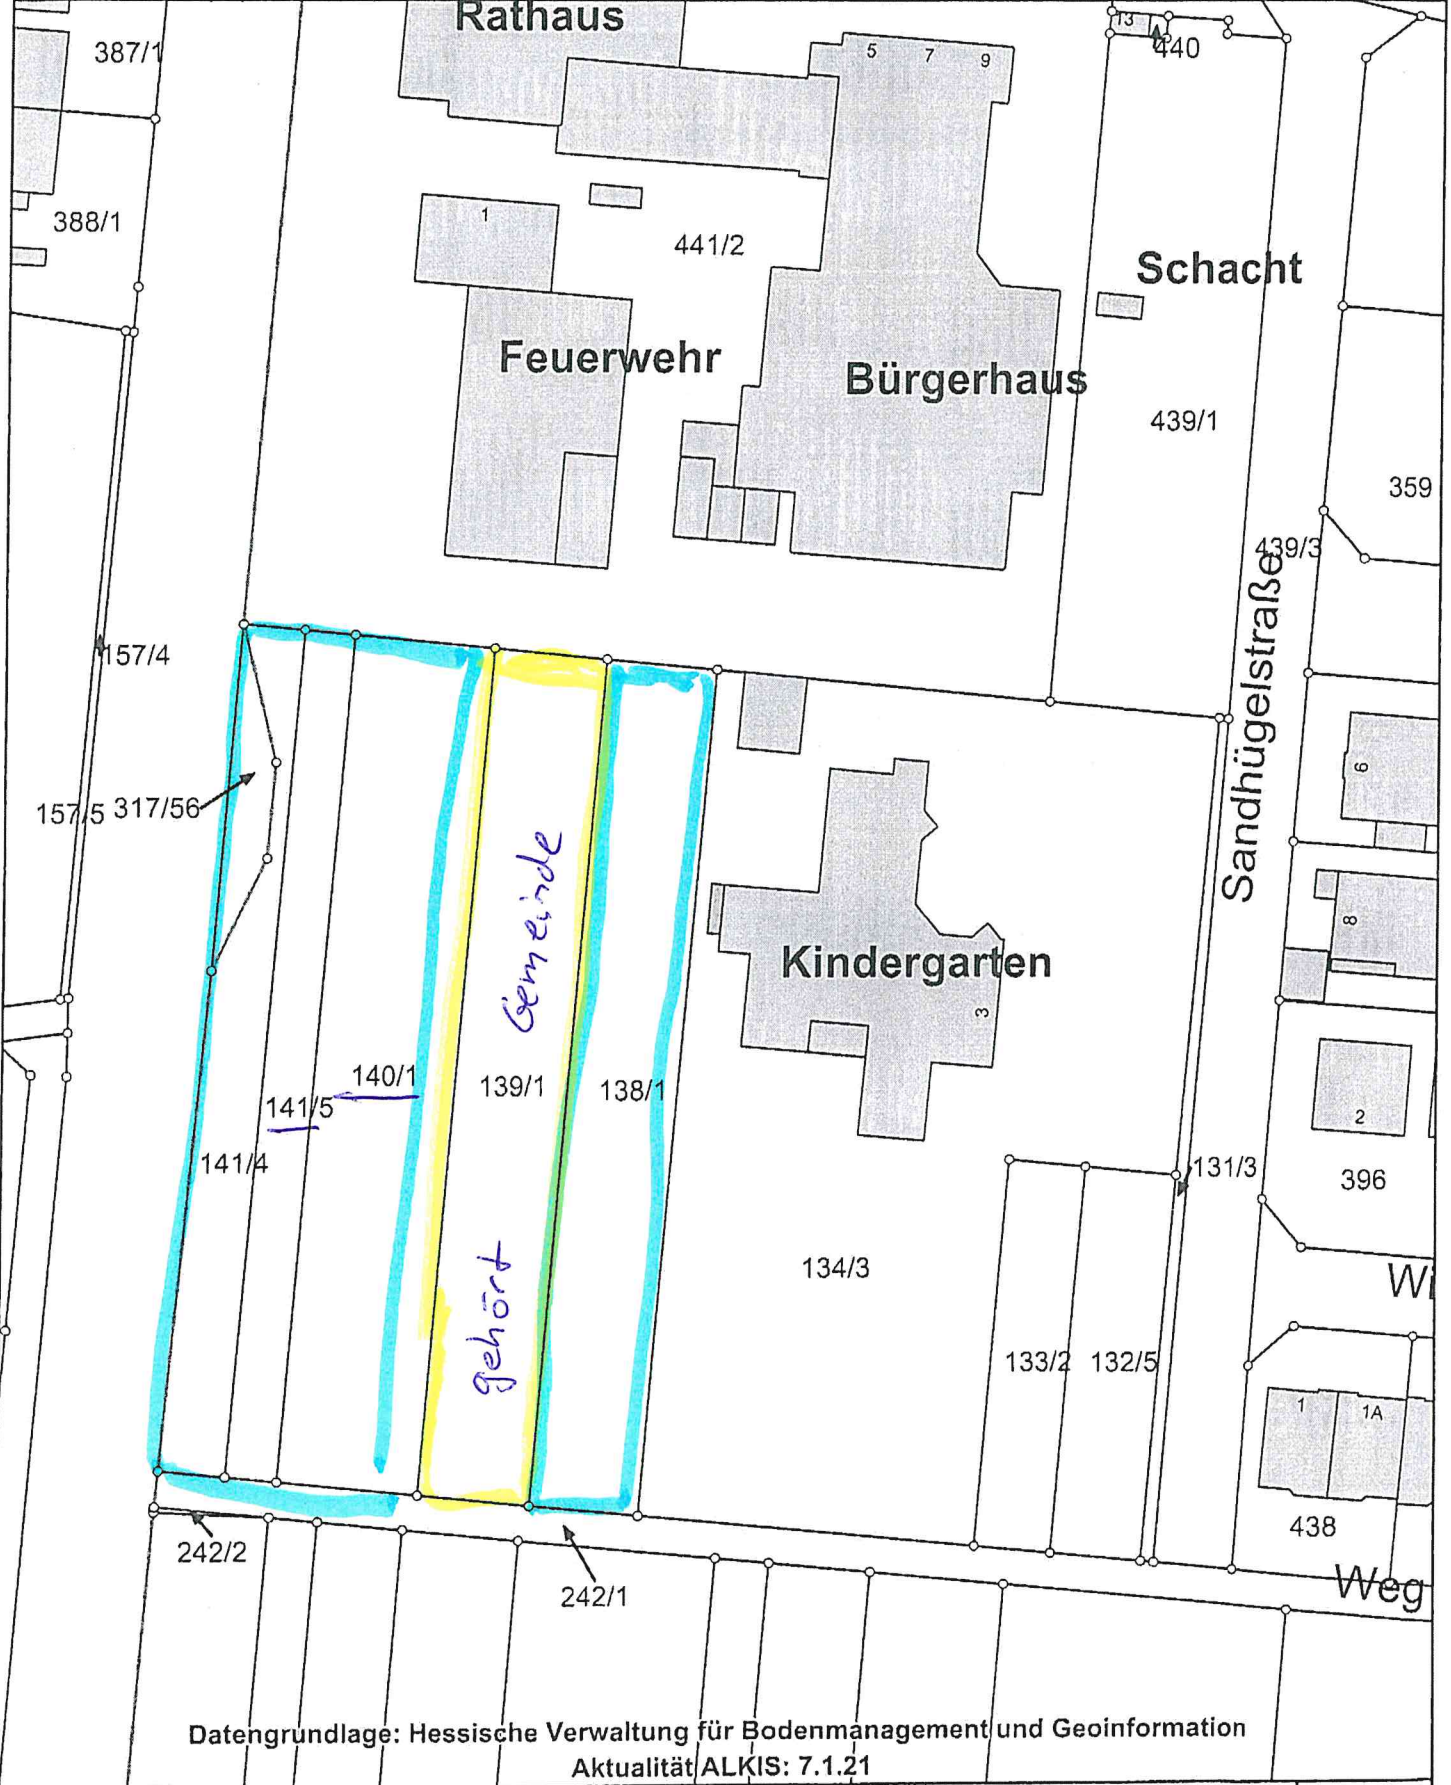 Rathaus
387/1
5
7
9
13
440
388/1
1
441/2
Schacht
Feuerwehr
Bürgerhaus
439/1
359
439/3
157/4
Sandhügelstraße
6
157/5
317/56
Gemeinde
8
Kindergarten
3
140/1
139/1
138/1
141/5
2
141/4
131/3
396
gehört
134/3
Wi
133/2
132/5
1
1A
438
242/2
242/1
Weg
Datengrundlage: Hessische Verwaltung für Bodenmanagement und Geoinformation
Aktualität ALKIS: 7.1.21